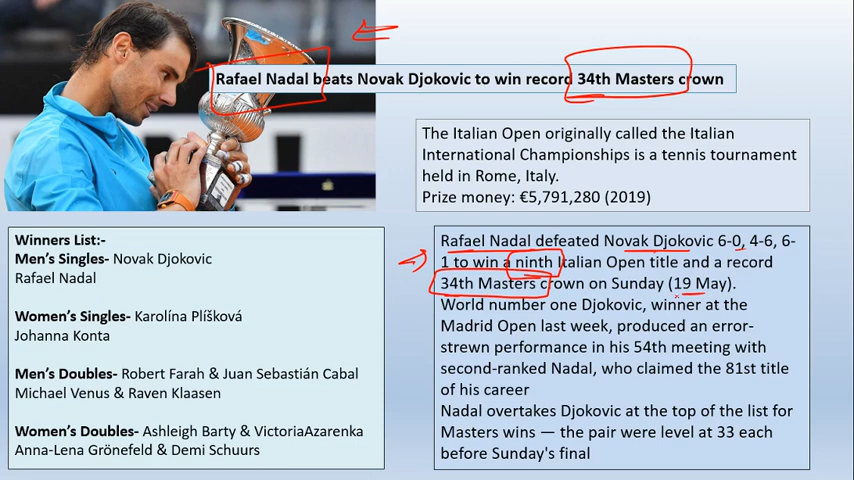 Rafael Nadal beats Novak Djokovic to win record 34th Masters crown
The Italian Open originally called the Italian
International Championships is a tennis tournament
held in Rome, Italy.
Prize money: €5,791,280 (2019)
Winners List:-
Men's Singles- Novak Djokovic
Rafael Nadal
Women's Singles- Karolína Plíšková
Johanna Konta
Men's Doubles- Robert Farah & Juan Sebastián Cabal
Michael Venus & Raven Klaasen
Women's Doubles- Ashleigh Barty & VictoriaAzarenka
Anna-Lena Grönefeld & Demi Schuurs
Rafael Nadal defeated Novak Djokovic 6-0, 4-6, 6-
1 to win a ninth Italian Open title and a record
34th Masters crown on Sunday (19 May).
World number one Djokovic, winner at the
Madrid Open last week, produced an error-
strewn performance in his 54th meeting with
second-ranked Nadal, who claimed the 81st title
of his career
Nadal overtakes Djokovic at the top of the list for
Masters wins — the pair were level at 33 each
before Sunday's final